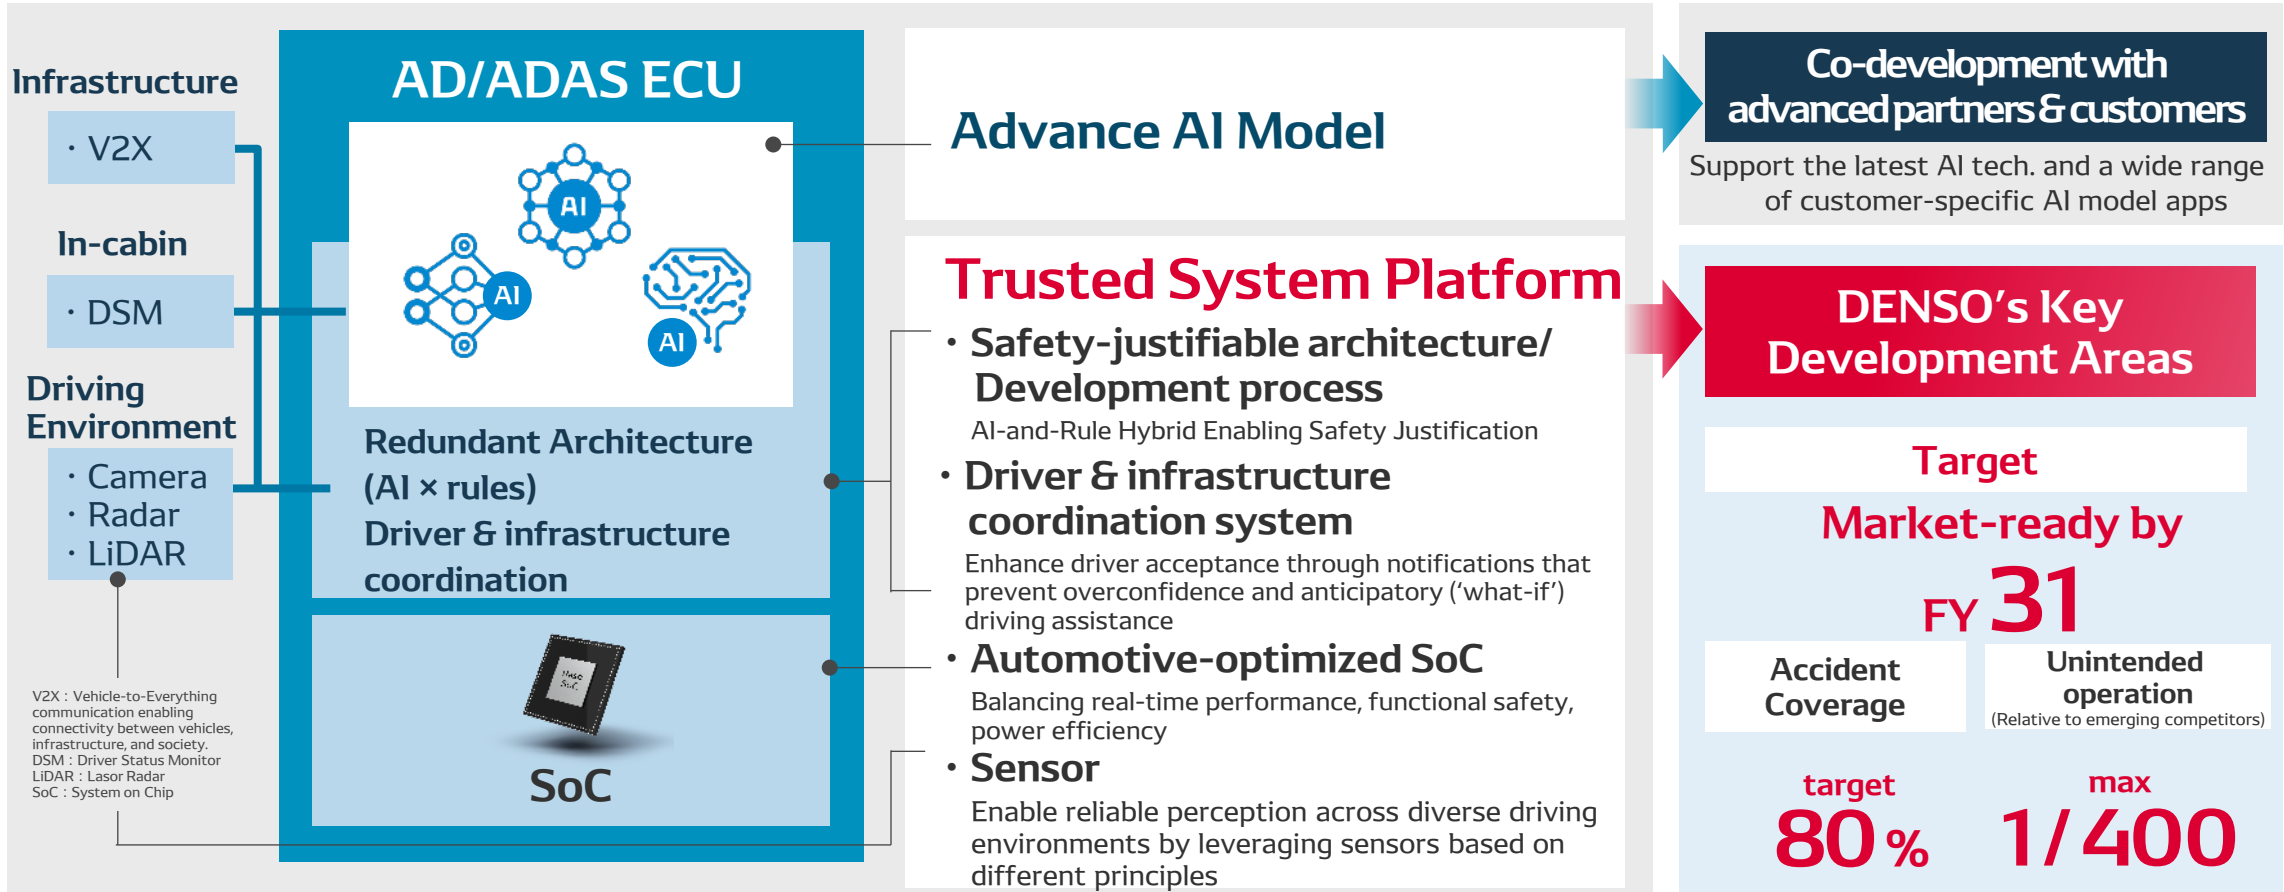 Infrastructure
・V2X
In-cabin
・DSM
Driving
Environment
・Camera
・Radar
・LiDAR
V2X：Vehicle-to-Everything
communication enabling
connectivity between vehicles,
infrastructure, and society.
DSM：Driver Status Monitor
LiDAR：Lasor Radar
SoC：System on Chip
AD/ADAS ECU
AI
AI
AI
Redundant Architecture
(AI × rules)
Driver & infrastructure
coordination
SoC
Advance AI Model
Trusted System Platform
・Safety-justifiable architecture/
Development process
AI-and-Rule Hybrid Enabling Safety Justification
・Driver & infrastructure
coordination system
Enhance driver acceptance through notifications that
prevent overconfidence and anticipatory (‘what-if’)
driving assistance
・Automotive-optimized SoC
Balancing real-time performance, functional safety,
power efficiency
・Sensor
Enable reliable perception across diverse driving
environments by leveraging sensors based on
different principles
Co-development with
advanced partners & customers
Support the latest AI tech. and a wide range
of customer-specific AI model apps
DENSO’s Key
Development Areas
Target
Market-ready by
FY 31
Accident
Coverage
target
80 %
Unintended
operation
(Relative to emerging competitors)
max
1/400